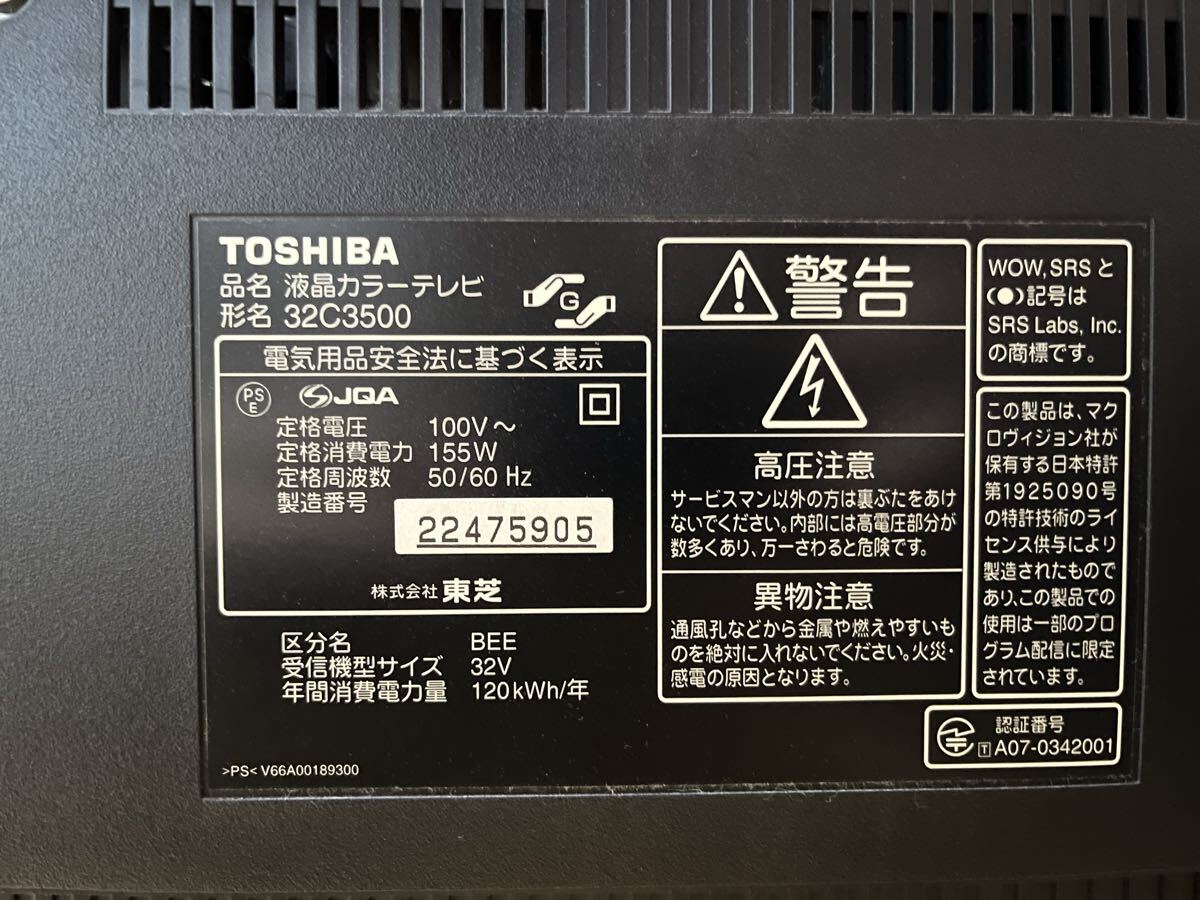 TOSHIBA
品名 液晶カラーテレビ
形名 32C3500
G
電気用品安全法に基づく表示
PS
E
JQA
定格電圧 100V～
定格消費電力 155W
定格周波数 50/60 Hz
製造番号
22475905
株式会社 東芝
区分名 BEE
受信機型サイズ 32V
年間消費電力量 120kWh/年
>PS< V66A00189300
警告
高圧注意
サービスマン以外の方は裏ぶたをあけ
ないでください。内部には高電圧部分が
数多くあり、万一さわると危険です。
異物注意
通風孔などから金属や燃えやすいも
のを絶対に入れないでください。火災・
感電の原因となります。
WOW, SRS と
(●)記号は
SRS Labs, Inc.
の商標です。
この製品は、マク
ロヴィジョン社が
保有する日本特許
第1925090号
の特許技術のライ
センス供与により
製造されたもので
あり、この製品での
使用は一部のプロ
グラム配信に限定
されています。
認証番号
T A07-0342001